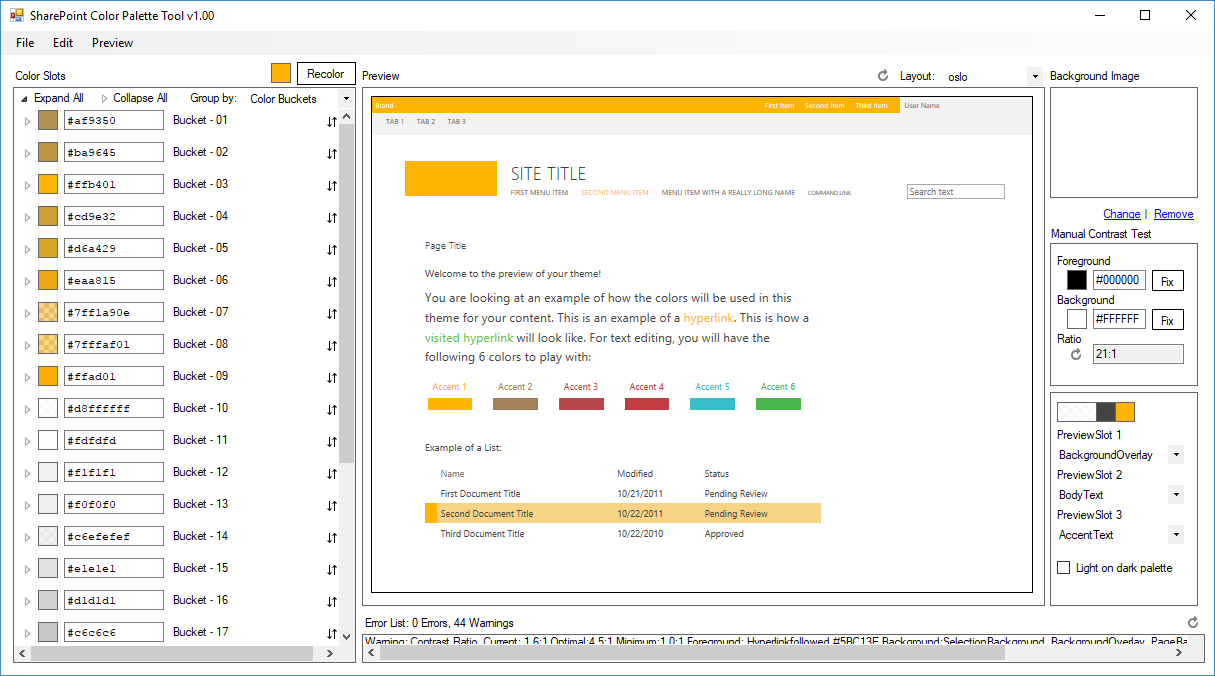 SharePoint Color Palette Tool v1.00
File Edit Preview
Color Slots
Recolor
Expand All Collapse All Group by: Color Buckets
#af9350 Bucket - 01
#ba9645 Bucket - 02
#ffb401 Bucket - 03
#cd9e32 Bucket - 04
#d6a429 Bucket - 05
#eaa815 Bucket - 06
#7ff1a90e Bucket - 07
#7fffaf01 Bucket - 08
#ffad01 Bucket - 09
#d8ffffff Bucket - 10
#fdfdfd Bucket - 11
#f1f1f1 Bucket - 12
#f0f0f0 Bucket - 13
#c6efefef Bucket - 14
#e1e1e1 Bucket - 15
#d1d1d1 Bucket - 16
#c6c6c6 Bucket - 17
Preview
Layout: oslo
Brand First Item Second Item Third Item User Name
TAB 1 TAB 2 TAB 3
SITE TITLE
FIRST MENU ITEM SECOND MENU ITEM MENU ITEM WITH A REALLY LONG NAME COMMAND LINK
Search text
Page Title
Welcome to the preview of your theme!
You are looking at an example of how the colors will be used in this
theme for your content. This is an example of a hyperlink. This is how a
visited hyperlink will look like. For text editing, you will have the
following 6 colors to play with:
Accent 1 Accent 2 Accent 3 Accent 4 Accent 5 Accent 6
Example of a List:
Name Modified Status
First Document Title 10/21/2011 Pending Review
Second Document Title 10/22/2011 Pending Review
Third Document Title 10/22/2010 Approved
Error List: 0 Errors, 44 Warnings
Warning: Contrast Ratio Current: 1.6:1 Optimal:4.5:1 Minimum:1.0:1 Foreground: Hyperlinkfollowed #5BC13E Background:SelectionBackground, BackgroundOverlay, PageBa
Background Image
Change | Remove
Manual Contrast Test
Foreground
#000000 Fix
Background
#FFFFFF Fix
Ratio
21:1
PreviewSlot 1
BackgroundOverlay
PreviewSlot 2
BodyText
PreviewSlot 3
AccentText
Light on dark palette